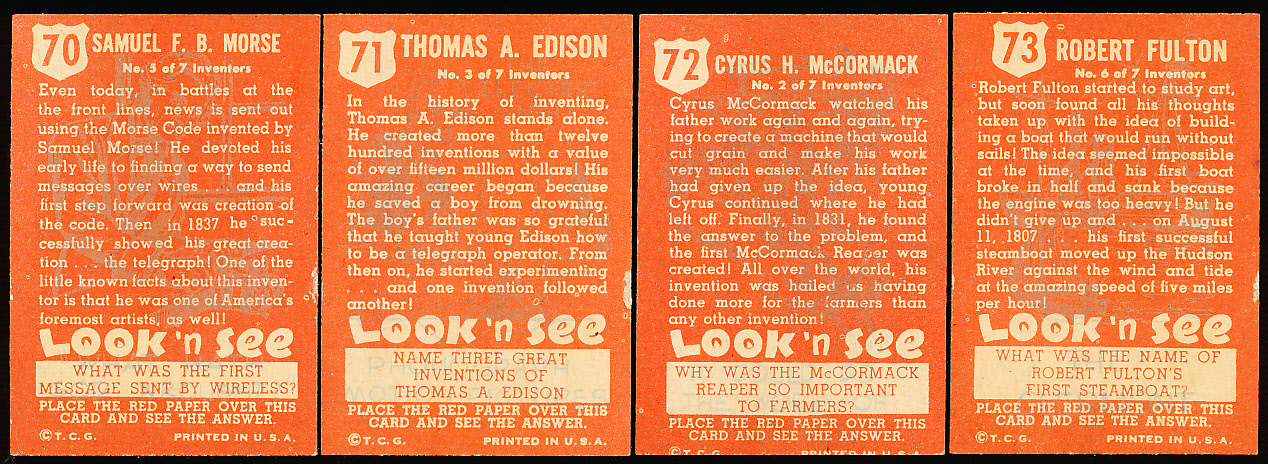 70 SAMUEL F. B. MORSE
No. 5 of 7 Inventors
Even today, in battles at the
the front lines, news is sent out
using the Morse Code invented by
Samuel Morse! He devoted his
early life to finding a way to send
messages over wires . . . and his
first step forward was creation of
the code. Then in 1837 he suc-
cessfully showed his great crea-
tion . . . the telegraph! One of the
little known facts about this inven-
tor is that he was one of America's
foremost artists, as well!
LOOK 'n SEE
WHAT WAS THE FIRST
MESSAGE SENT BY WIRELESS?
PLACE THE RED PAPER OVER THIS
CARD AND SEE THE ANSWER.
© T. C. G. PRINTED IN U. S. A.
71 THOMAS A. EDISON
No. 3 of 7 Inventors
In the history of inventing,
Thomas A. Edison stands alone.
He created more than twelve
hundred inventions with a value
of over fifteen million dollars! His
amazing career began because
he saved a boy from drowning.
The boy's father was so grateful
that he taught young Edison how
to be a telegraph operator. From
then on, he started experimenting
. . . and one invention followed
another!
LOOK 'n SEE
NAME THREE GREAT
INVENTIONS OF
THOMAS A. EDISON
PLACE THE RED PAPER OVER THIS
CARD AND SEE THE ANSWER.
© T. C. G. PRINTED IN U. S. A.
72 CYRUS H. McCORMACK
No. 2 of 7 Inventors
Cyrus McCormack watched his
father work again and again, try-
ing to create a machine that would
cut grain and make his work
very much easier. After his father
had given up the idea, young
Cyrus continued where he had
left off. Finally, in 1831, he found
the answer to the problem, and
the first McCormack Reaper was
created! All over the world, his
invention was hailed as having
done more for the farmers than
any other invention!
LOOK 'n SEE
WHY WAS THE McCORMACK
REAPER SO IMPORTANT
TO FARMERS?
PLACE THE RED PAPER OVER THIS
CARD AND SEE THE ANSWER.
© T. C. G. PRINTED IN U. S. A.
73 ROBERT FULTON
No. 6 of 7 Inventors
Robert Fulton started to study art,
but soon found all his thoughts
taken up with the idea of build-
ing a boat that would run without
sails! The idea seemed impossible
at the time, and his first boat
broke in half and sank because
the engine was too heavy! But he
didn't give up and . . . on August
11, 1807 . . . his first successful
steamboat moved up the Hudson
River against the wind and tide
at the amazing speed of five miles
per hour!
LOOK 'n SEE
WHAT WAS THE NAME OF
ROBERT FULTON'S
FIRST STEAMBOAT?
PLACE THE RED PAPER OVER THIS
CARD AND SEE THE ANSWER.
© T. C. G. PRINTED IN U. S. A.